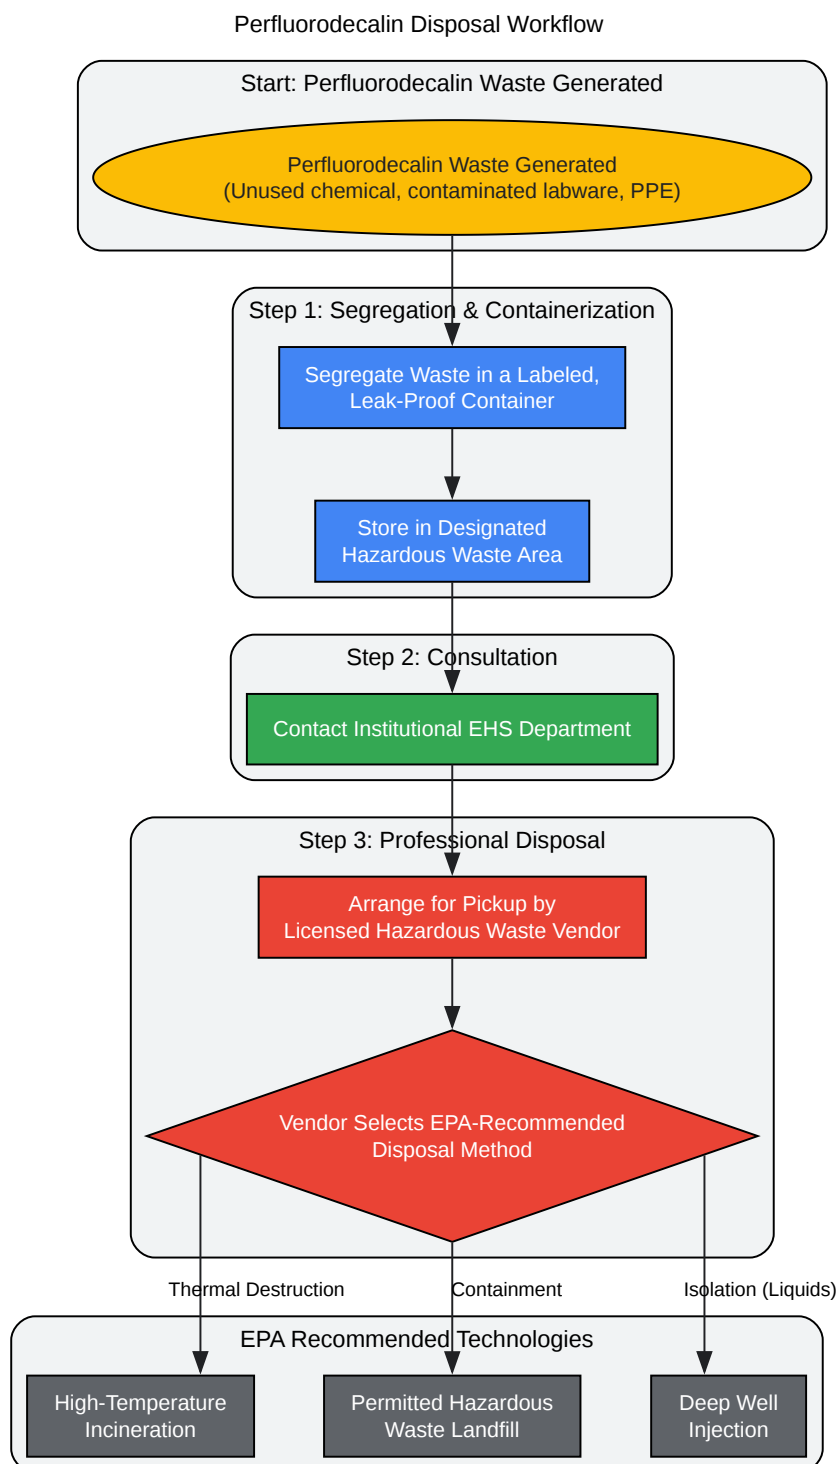 Perfluorodecalin Disposal Workflow
Start: Perfluorodecalin Waste Generated
Perfluorodecalin Waste Generated
(Unused chemical, contaminated labware, PPE)
Step 1: Segregation & Containerization
Segregate Waste in a Labeled,
Leak-Proof Container
Store in Designated
Hazardous Waste Area
Step 2: Consultation
Contact Institutional EHS Department
Step 3: Professional Disposal
Arrange for Pickup by
Licensed Hazardous Waste Vendor
Vendor Selects EPA-Recommended
Disposal Method
Thermal Destruction
Containment
Isolation (Liquids)
EPA Recommended Technologies
High-Temperature
Incineration
Permitted Hazardous
Waste Landfill
Deep Well
Injection